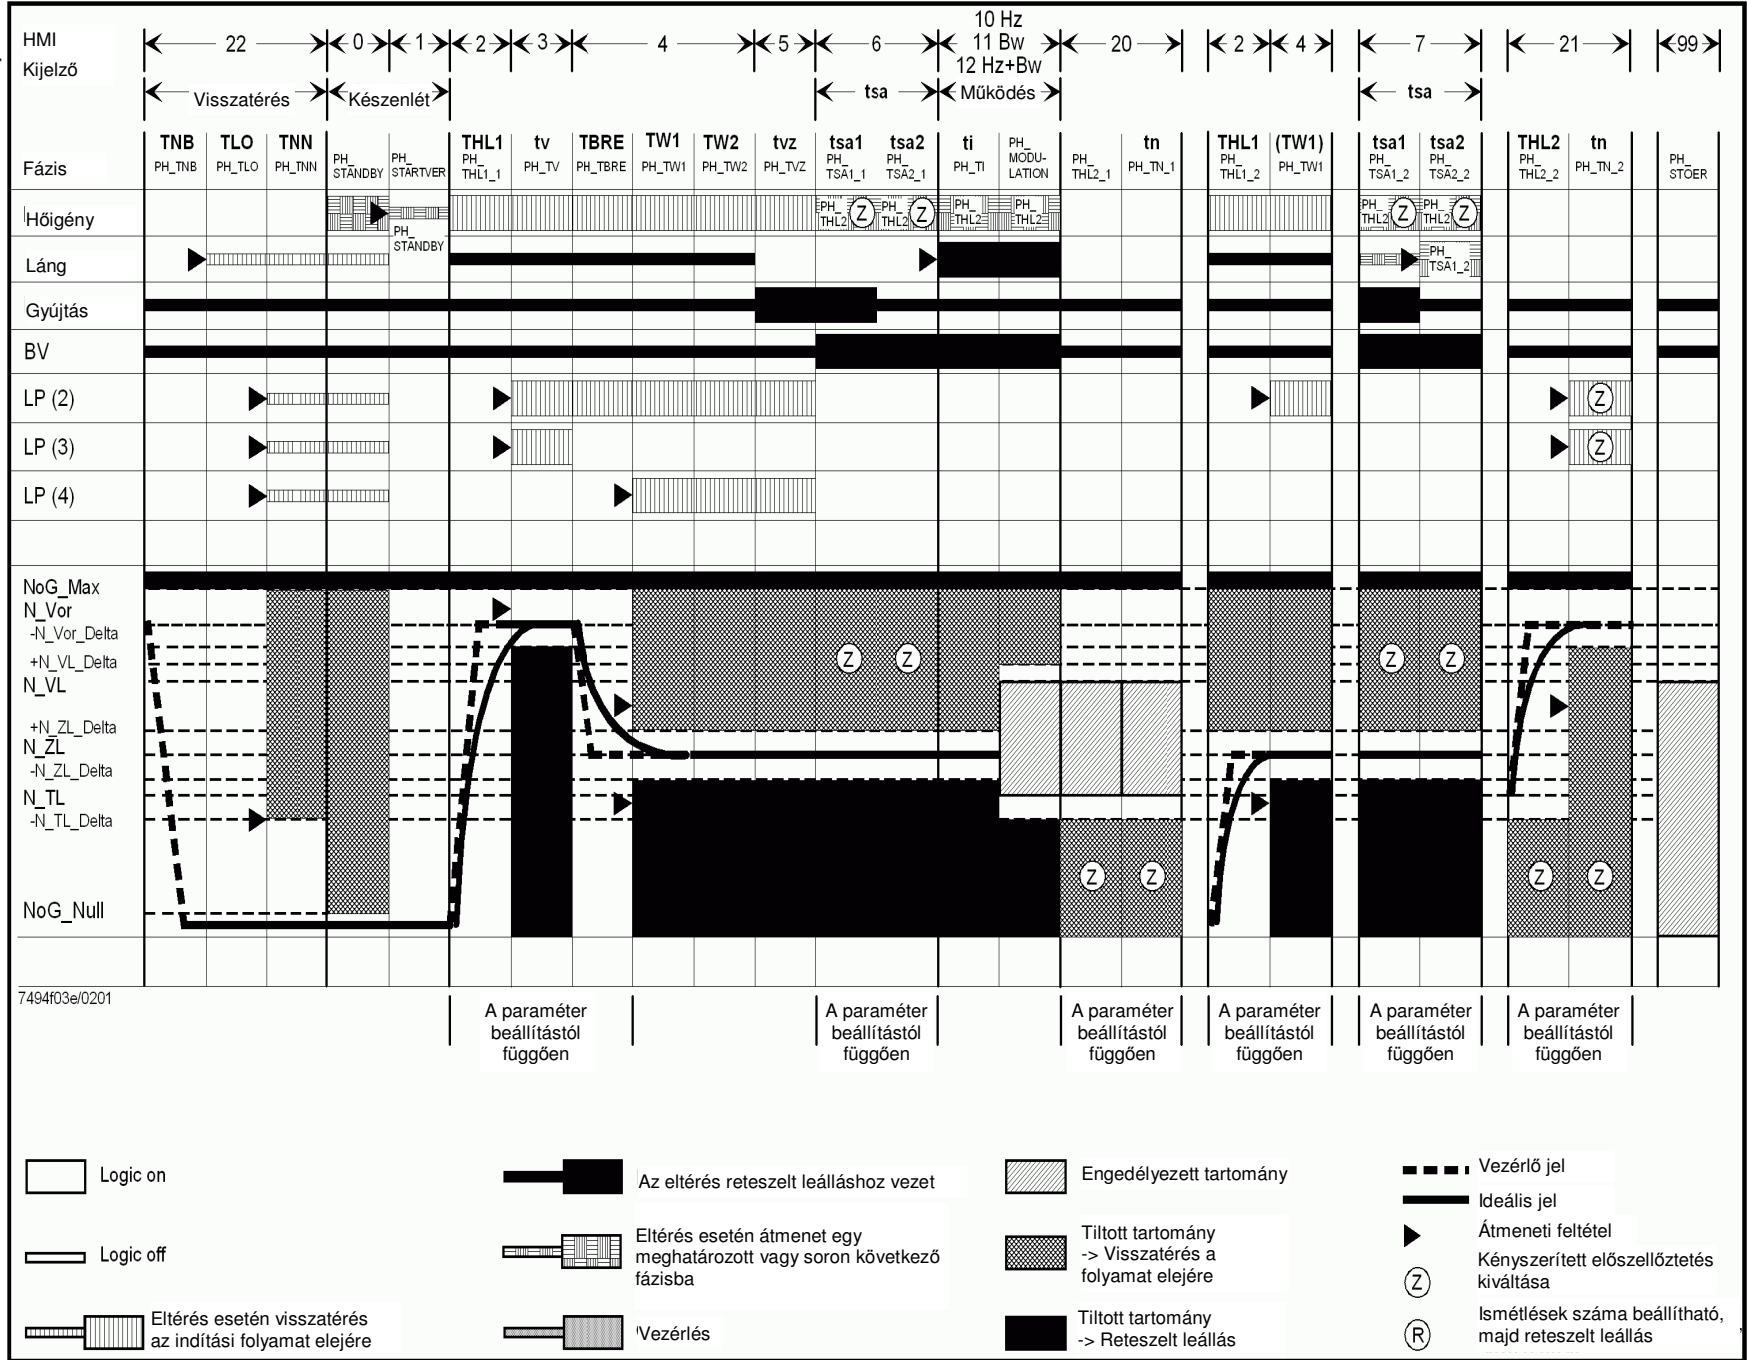 10 Hz
HMI 22 0 1 2 3 4 5 6 11 Bw 20 2 4 7 21 99
Kijelző 12 Hz+Bw
Visszatérés Készenlét tsa Működés tsa
TNB TLO TNN THL1 tv TBRE TW1 TW2 tvz tsa1 tsa2 ti tn THL1 (TW1) tsa1 tsa2 THL2 tn
Fázis PH_TNB PH_TLO PH_TNN PH_STANDBY PH_STARTVER PH_THL1_1 PH_TV PH_TBRE PH_TW1 PH_TW2 PH_TVZ PH_TSA1_1 PH_TSA2_1 PH_TI PH_MODU-LATION PH_THL2_1 PH_TN_1 PH_THL1_2 PH_TW1 PH_TSA1_2 PH_TSA2_2 PH_THL2_2 PH_TN_2 PH_STOER
Hőigény PH_STANDBY PH_THL2 Z PH_THL2 Z PH_THL2 PH_THL2 PH_THL2 Z PH_THL2 Z
Láng PH_TSA1_2
Gyújtás
BV
LP (2) Z
LP (3) Z
LP (4)
NoG_Max
N_Vor
-N_Vor_Delta
+N_VL_Delta Z Z Z Z
N_VL
+N_ZL_Delta
N_ZL
-N_ZL_Delta
N_TL
-N_TL_Delta
Z Z Z Z
NoG_Null
7494f03e/0201
A paraméter A paraméter A paraméter A paraméter A paraméter A paraméter
beállítástól beállítástól beállítástól beállítástól beállítástól beállítástól
függően függően függően függően függően függően
Logic on
Logic off
Eltérés esetén visszatérés
az indítási folyamat elejére
Az eltérés reteszelt leálláshoz vezet
Eltérés esetén átmenet egy
meghatározott vagy soron következő
fázisba
Vezérlés
Engedélyezett tartomány
Tiltott tartomány
-> Visszatérés a
folyamat elejére
Tiltott tartomány
-> Reteszelt leállás
Vezérlő jel
Ideális jel
Átmeneti feltétel
Kényszerített előszellőztetés
Z kiváltása
Ismétlések száma beállítható,
R majd reteszelt leállás